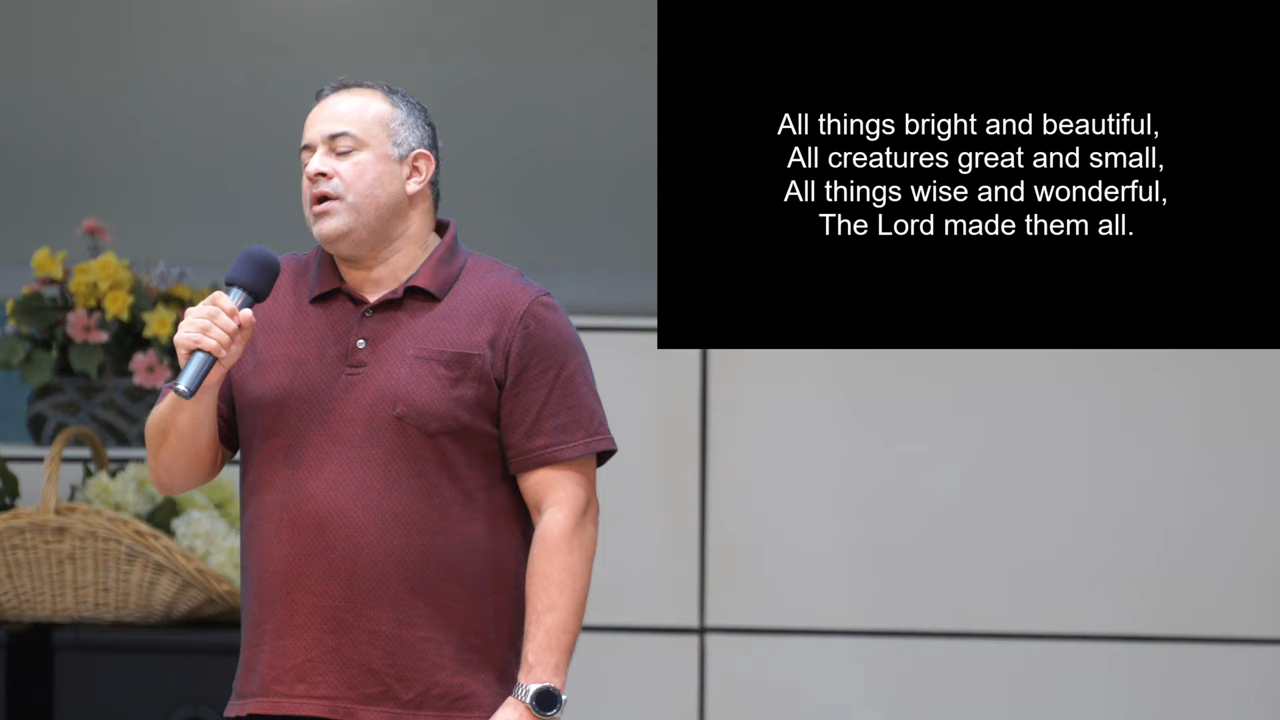 All things bright and beautiful,
All creatures great and small,
All things wise and wonderful,
The Lord made them all.